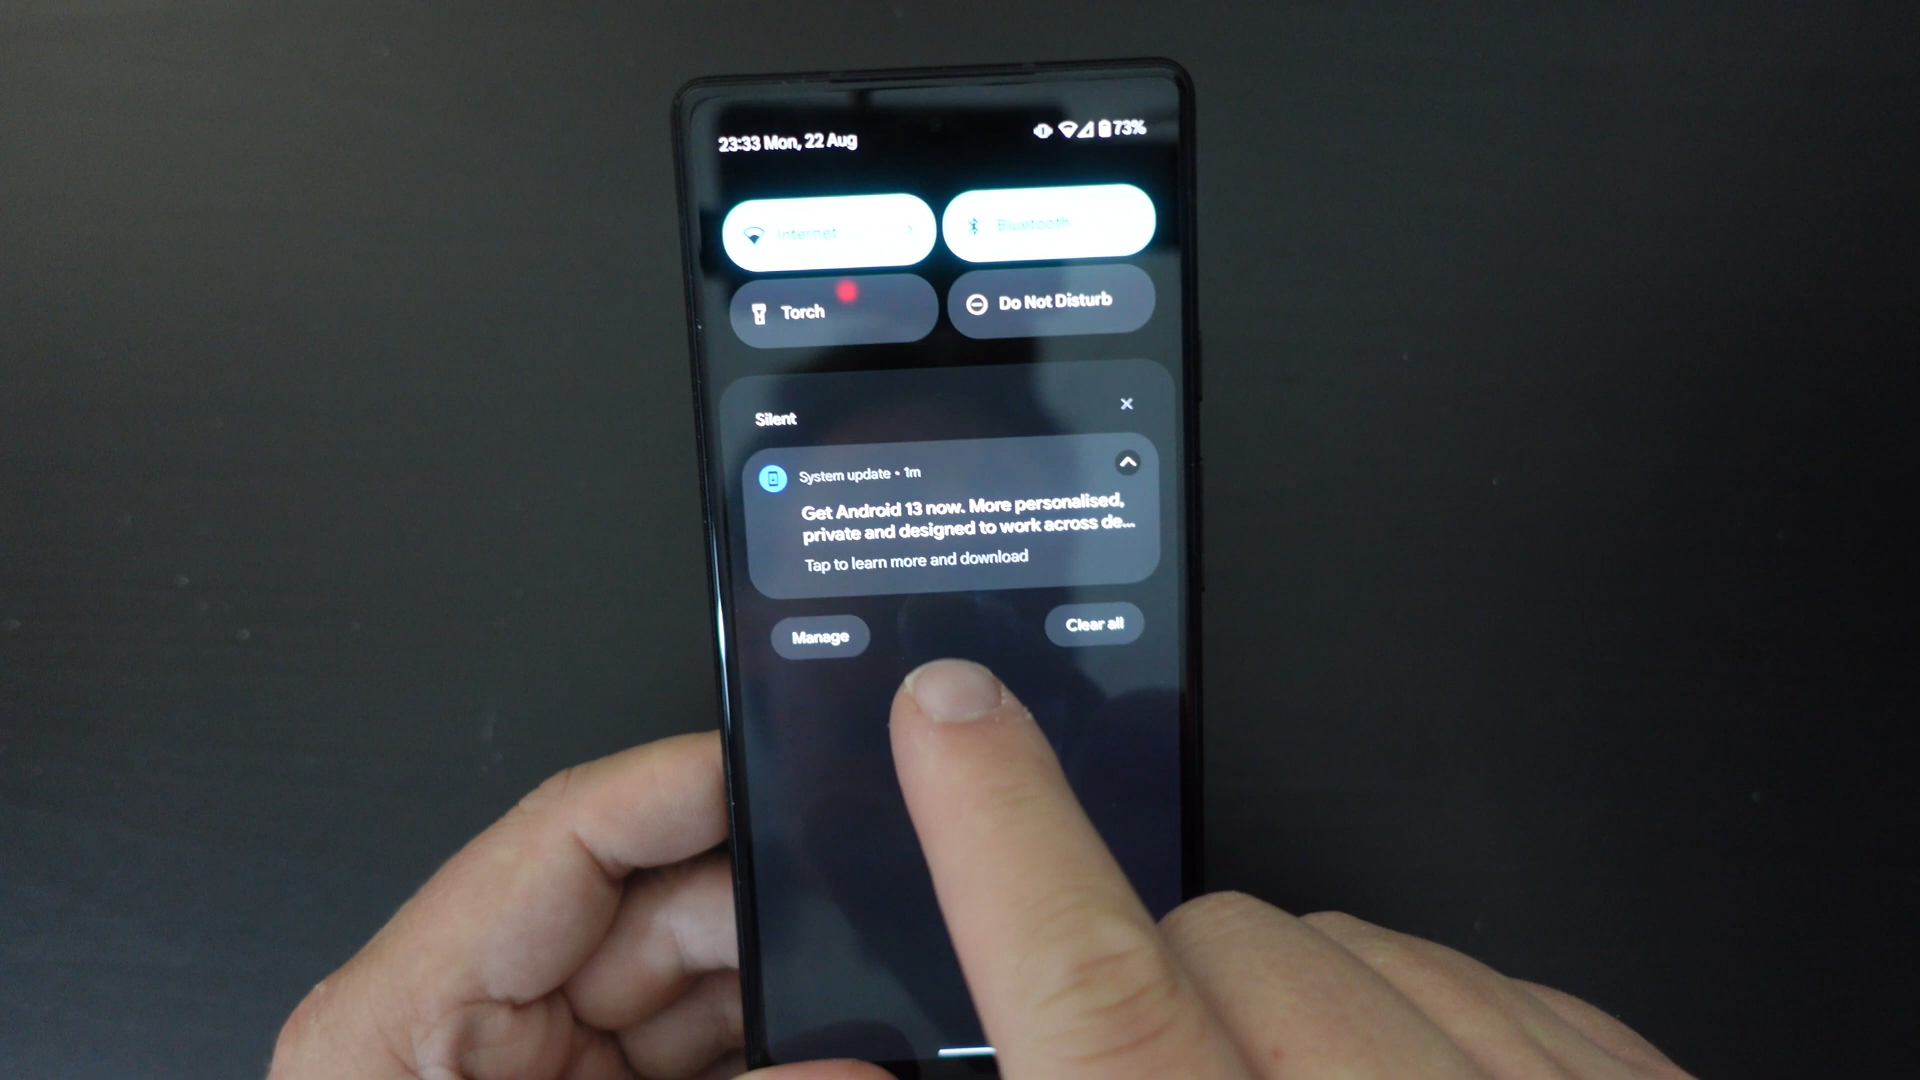 23:33 Mon, 22 Aug
73%
Internet
Bluetooth
Torch
Do Not Disturb
Silent
System update • 1m
Get Android 13 now. More personalised,
private and designed to work across de...
Tap to learn more and download
Manage
Clear all